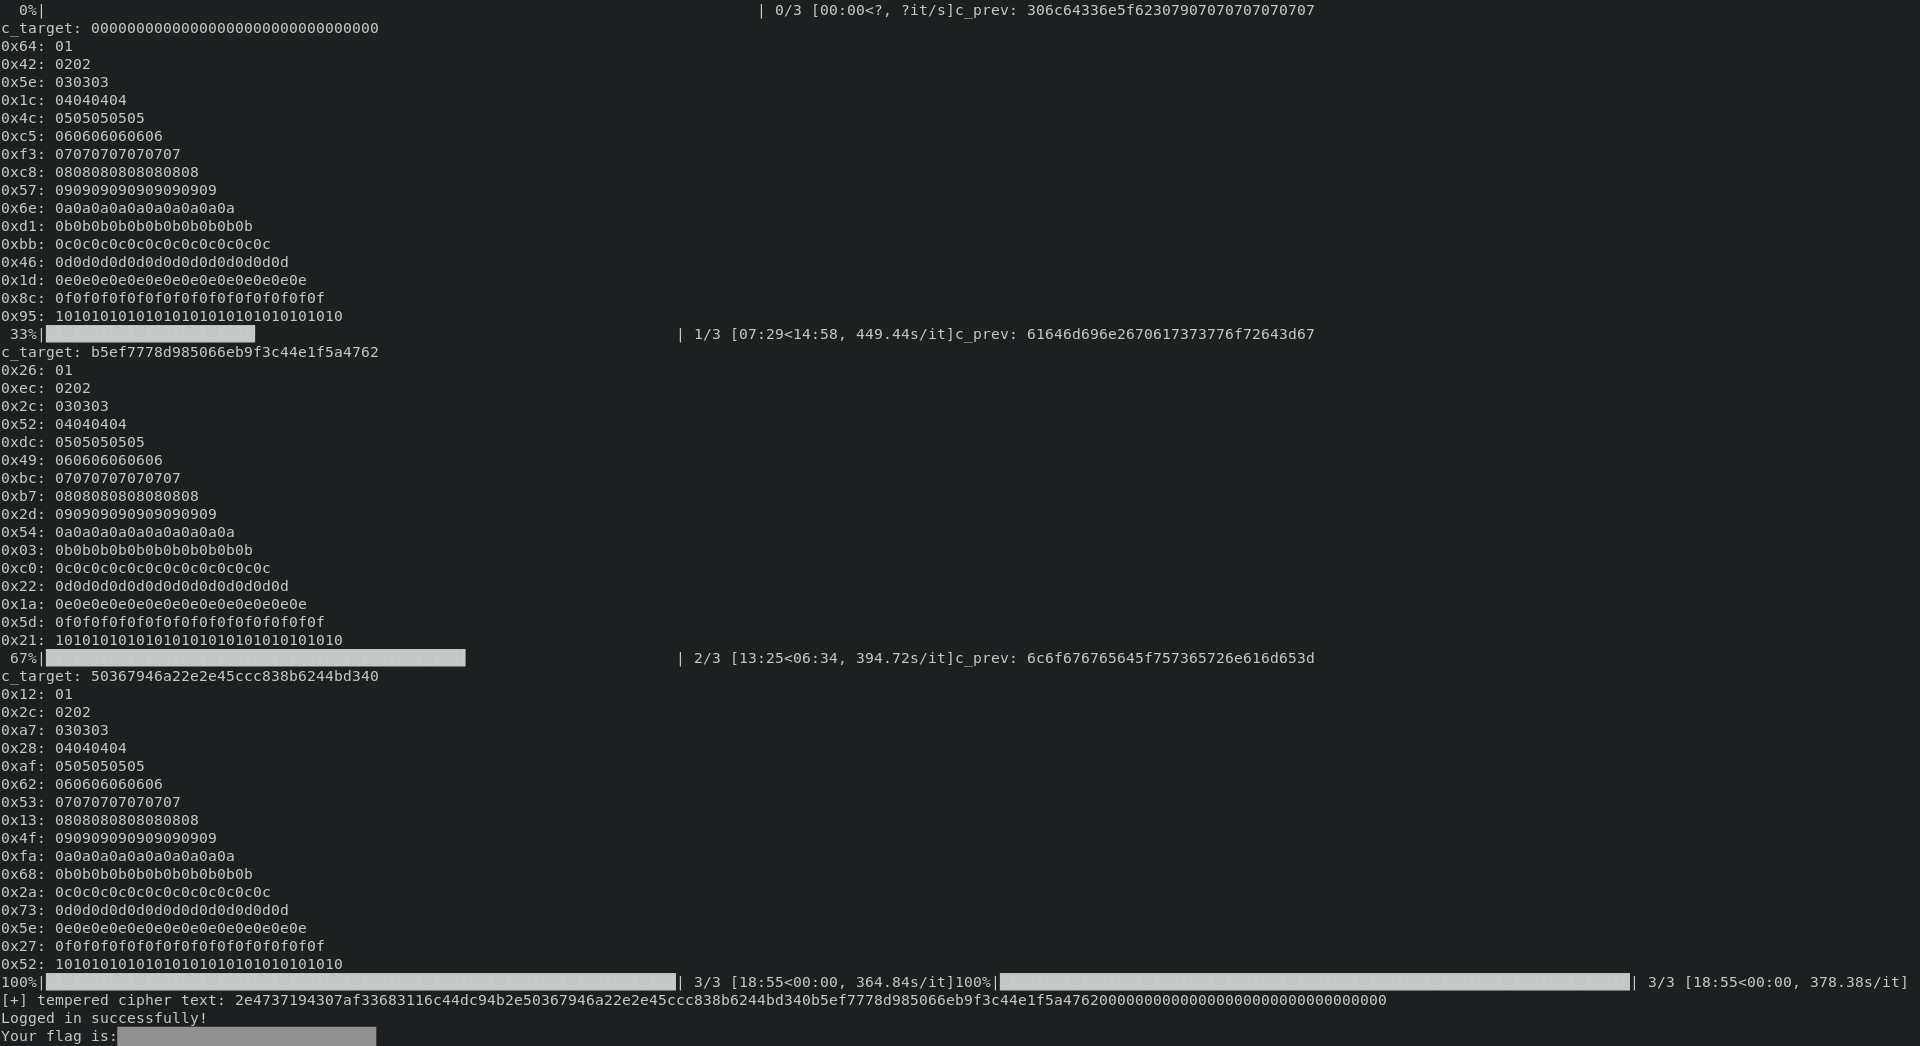 0%| | 0/3 [00:00<?, ?it/s]c_prev: 306c64336e5f62307907070707070707
c_target: 00000000000000000000000000000000
0x64: 01
0x42: 0202
0x5e: 030303
0x1c: 04040404
0x4c: 0505050505
0xc5: 060606060606
0xf3: 07070707070707
0xc8: 0808080808080808
0x57: 090909090909090909
0x6e: 0a0a0a0a0a0a0a0a0a0a
0xd1: 0b0b0b0b0b0b0b0b0b0b0b
0xbb: 0c0c0c0c0c0c0c0c0c0c0c0c
0x46: 0d0d0d0d0d0d0d0d0d0d0d0d0d
0x1d: 0e0e0e0e0e0e0e0e0e0e0e0e0e0e
0x8c: 0f0f0f0f0f0f0f0f0f0f0f0f0f0f0f
0x95: 10101010101010101010101010101010
33%| | 1/3 [07:29<14:58, 449.44s/it]c_prev: 61646d696e2670617373776f72643d67
c_target: b5ef7778d985066eb9f3c44e1f5a4762
0x26: 01
0xec: 0202
0x2c: 030303
0x52: 04040404
0xdc: 0505050505
0x49: 060606060606
0xbc: 07070707070707
0xb7: 0808080808080808
0x2d: 090909090909090909
0x54: 0a0a0a0a0a0a0a0a0a0a
0x03: 0b0b0b0b0b0b0b0b0b0b0b
0xc0: 0c0c0c0c0c0c0c0c0c0c0c0c
0x22: 0d0d0d0d0d0d0d0d0d0d0d0d0d
0x1a: 0e0e0e0e0e0e0e0e0e0e0e0e0e0e
0x5d: 0f0f0f0f0f0f0f0f0f0f0f0f0f0f0f
0x21: 10101010101010101010101010101010
67%| | 2/3 [13:25<06:34, 394.72s/it]c_prev: 6c6f676765645f757365726e616d653d
c_target: 50367946a22e2e45ccc838b6244bd340
0x12: 01
0x2c: 0202
0xa7: 030303
0x28: 04040404
0xaf: 0505050505
0x62: 060606060606
0x53: 07070707070707
0x13: 0808080808080808
0x4f: 090909090909090909
0xfa: 0a0a0a0a0a0a0a0a0a0a
0x68: 0b0b0b0b0b0b0b0b0b0b0b
0x2a: 0c0c0c0c0c0c0c0c0c0c0c0c
0x73: 0d0d0d0d0d0d0d0d0d0d0d0d0d
0x5e: 0e0e0e0e0e0e0e0e0e0e0e0e0e0e
0x27: 0f0f0f0f0f0f0f0f0f0f0f0f0f0f0f
0x52: 10101010101010101010101010101010
100%| | 3/3 [18:55<00:00, 364.84s/it]100%| | 3/3 [18:55<00:00, 378.38s/it]
[+] tempered cipher text: 2e4737194307af33683116c44dc94b2e50367946a22e2e45ccc838b6244bd340b5ef7778d985066eb9f3c44e1f5a476200000000000000000000000000000000
Logged in successfully!
Your flag is: